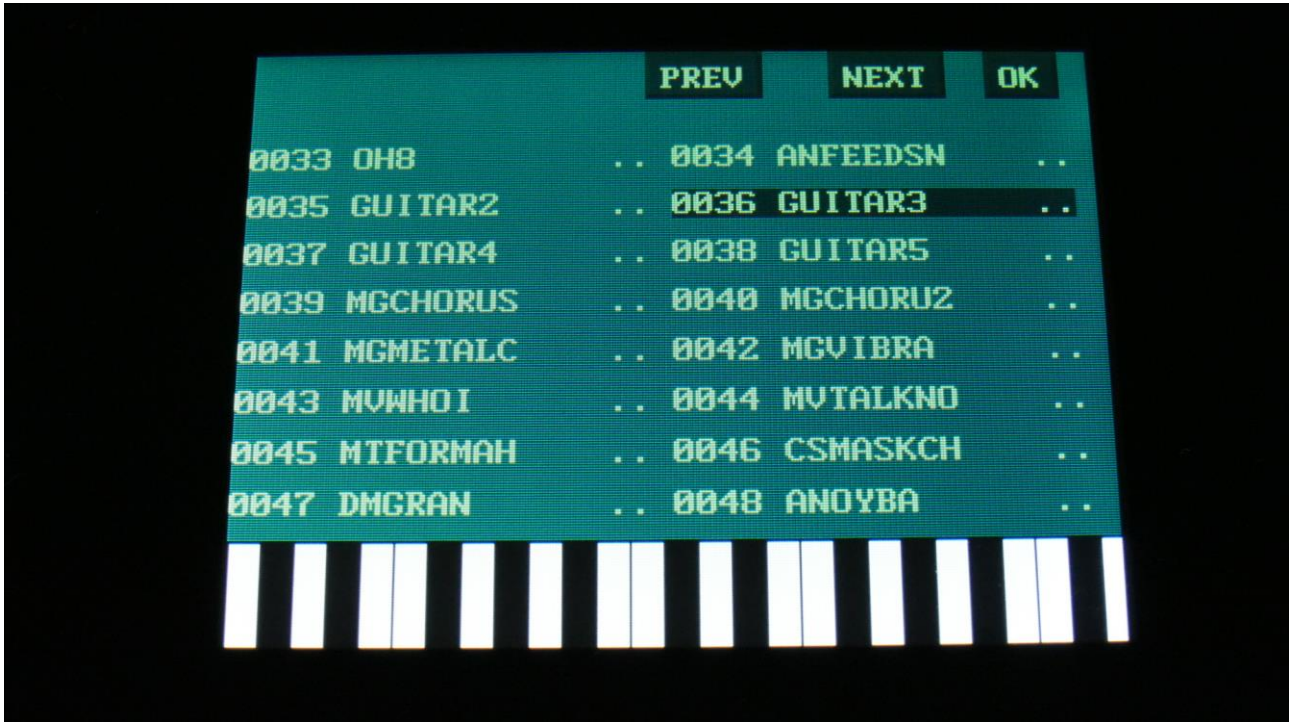 PREV NEXT OK
0033 OH8 .. 0034 ANFEEDSN ..
0035 GUITAR2 .. 0036 GUITAR3 ..
0037 GUITAR4 .. 0038 GUITAR5 ..
0039 MGCHORUS .. 0040 MGCHORU2 ..
0041 MGMETALC .. 0042 MGVIBRA ..
0043 MVWHOI .. 0044 MVTALKNO ..
0045 MTFORMAH .. 0046 CSMASKCH ..
0047 DMGRAN .. 0048 ANOYBA ..